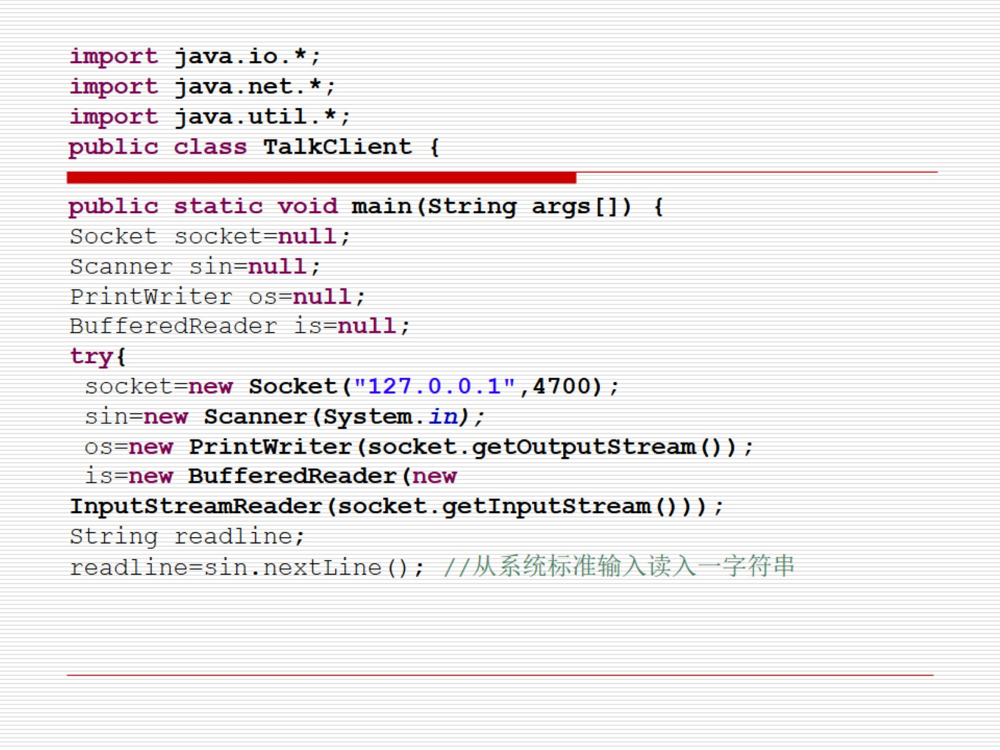 import java.io.*;
import java.net.*;
import java.util.*;
public class TalkClient {
public static void main(String args[]) {
Socket socket=null;
Scanner sin=null;
PrintWriter os=null;
BufferedReader is=null;
try{
socket=new Socket("127.0.0.1",4700);
sin=new Scanner(System.in);
os=new PrintWriter(socket.getOutputStream());
is=new BufferedReader(new
InputStreamReader(socket.getInputStream()));
String readline;
readline=sin.nextLine(); //从系统标准输入读入一字符串